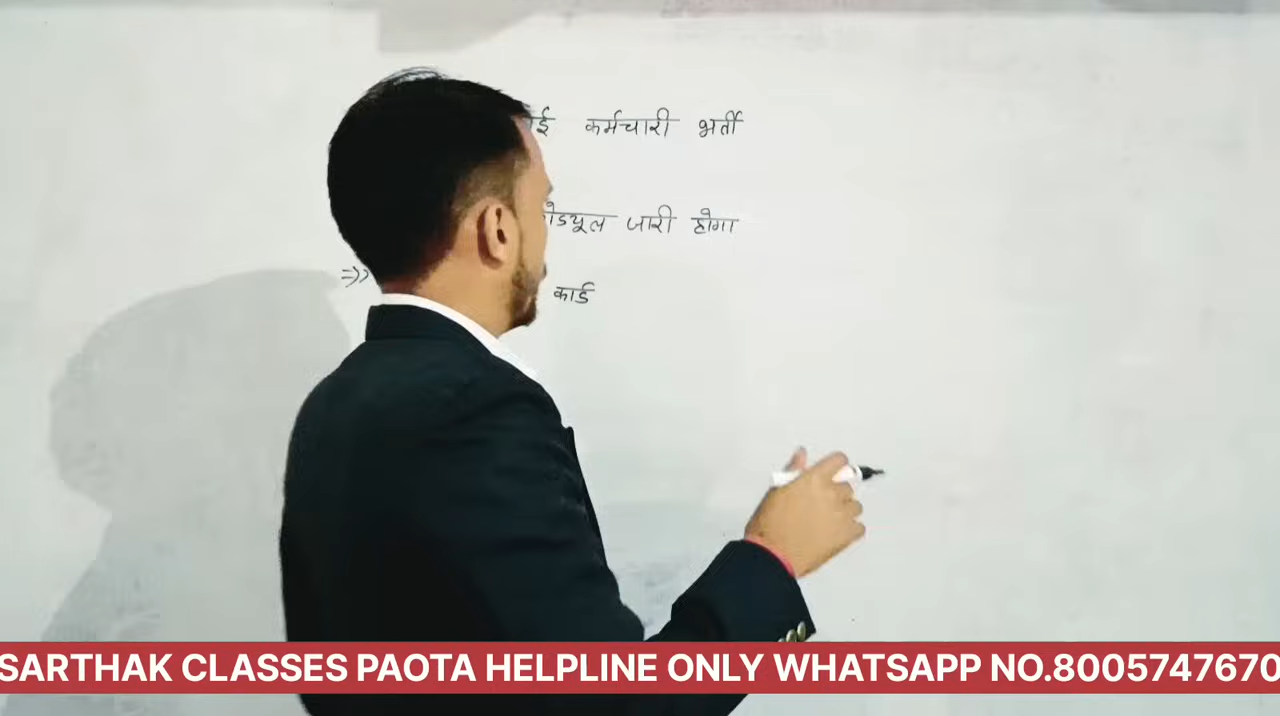 कर्मचारी भर्ती
जारी होगा
⇒》 कार्ड
SARTHAK CLASSES PAOTA HELPLINE ONLY WHATSAPP NO.8005747670